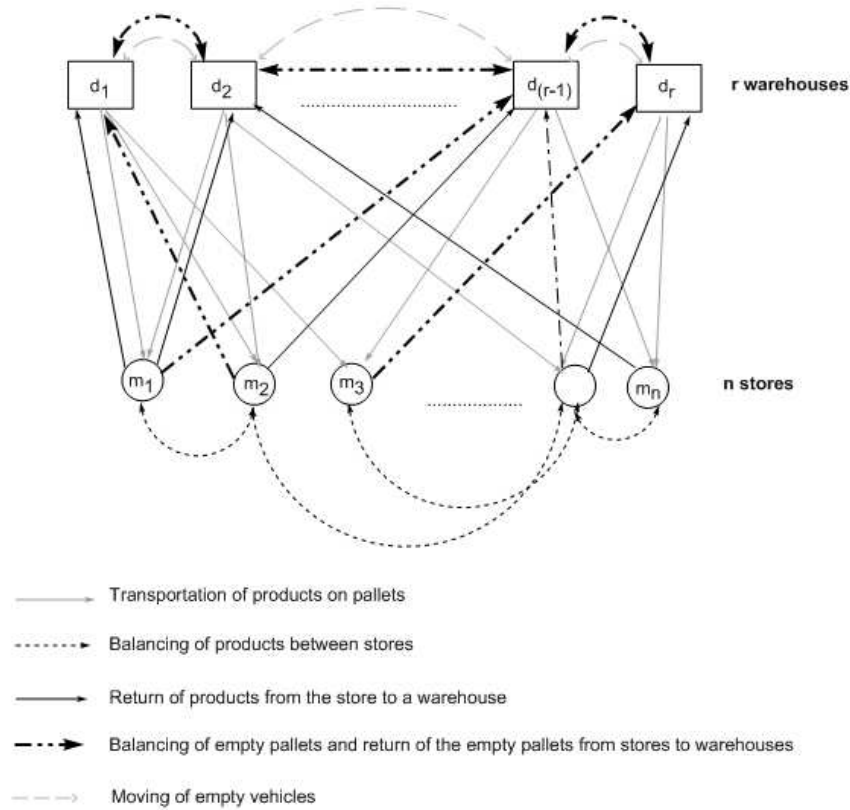 d1 d2 d(r-1) dr r warehouses
m1 m2 m3 mn n stores
Transportation of products on pallets
Balancing of products between stores
Return of products from the store to a warehouse
Balancing of empty pallets and return of the empty pallets from stores to warehouses
Moving of empty vehicles